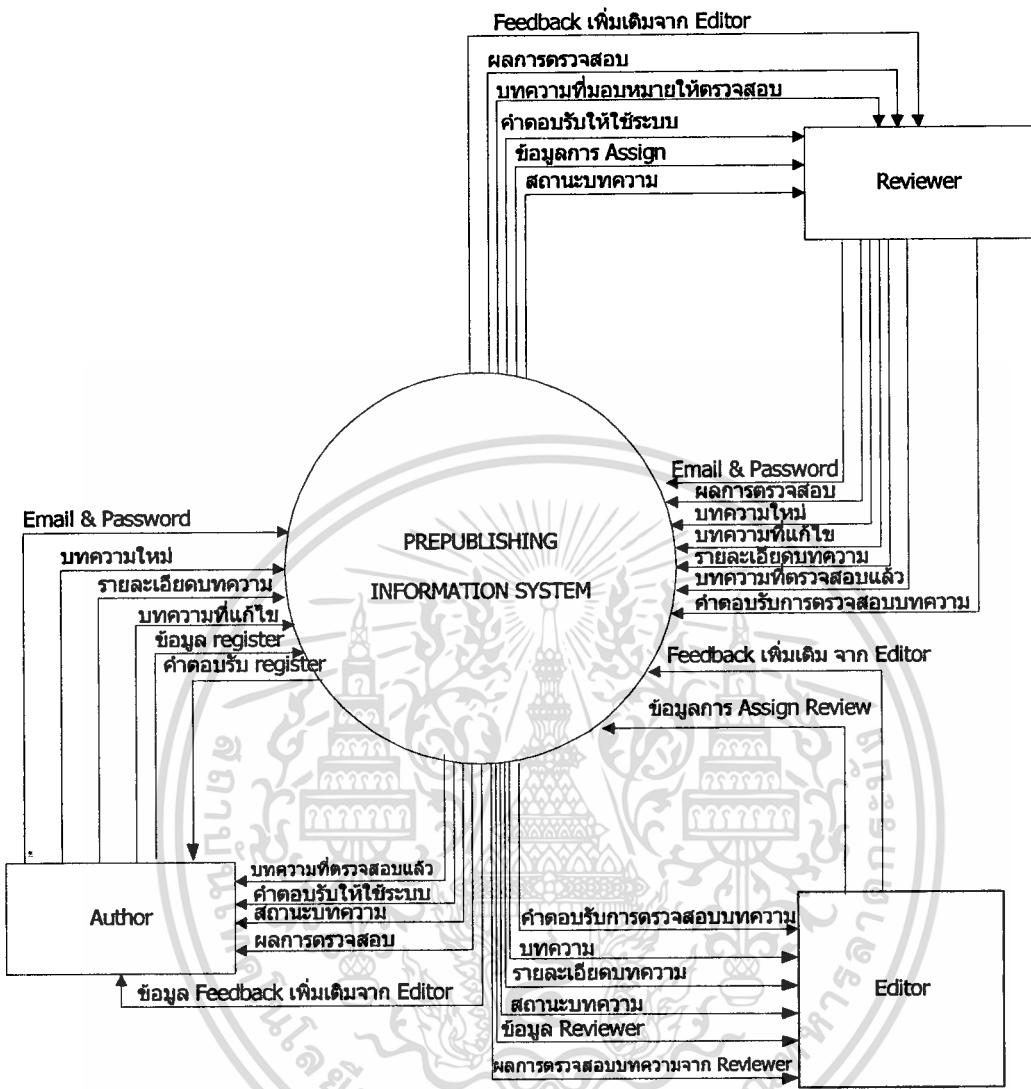 Feedback เพิ่มเติมจาก Editor
ผลการตรวจสอบ
บทความที่มอบหมายให้ตรวจสอบ
คำตอบรับให้ใช้ระบบ
ข้อมูลการ Assign
สถานะบทความ
Reviewer
Email & Password
ผลการตรวจสอบ
บทความใหม่
บทความที่แก้ไข
รายละเอียดบทความ
บทความที่ตรวจสอบแล้ว
คำตอบรับการตรวจสอบบทความ
PREPUBLISHING
INFORMATION SYSTEM
Email & Password
บทความใหม่
รายละเอียดบทความ
บทความที่แก้ไข
ข้อมูล register
คำตอบรับ register
Feedback เพิ่มเติม จาก Editor
ข้อมูลการ Assign Review
Author
บทความที่ตรวจสอบแล้ว
คำตอบรับให้ใช้ระบบ
สถานะบทความ
ผลการตรวจสอบ
ข้อมูล Feedback เพิ่มเติมจาก Editor
คำตอบรับการตรวจสอบบทความ
บทความ
รายละเอียดบทความ
สถานะบทความ
ข้อมูล Reviewer
ผลการตรวจสอบบทความจาก Reviewer
Editor